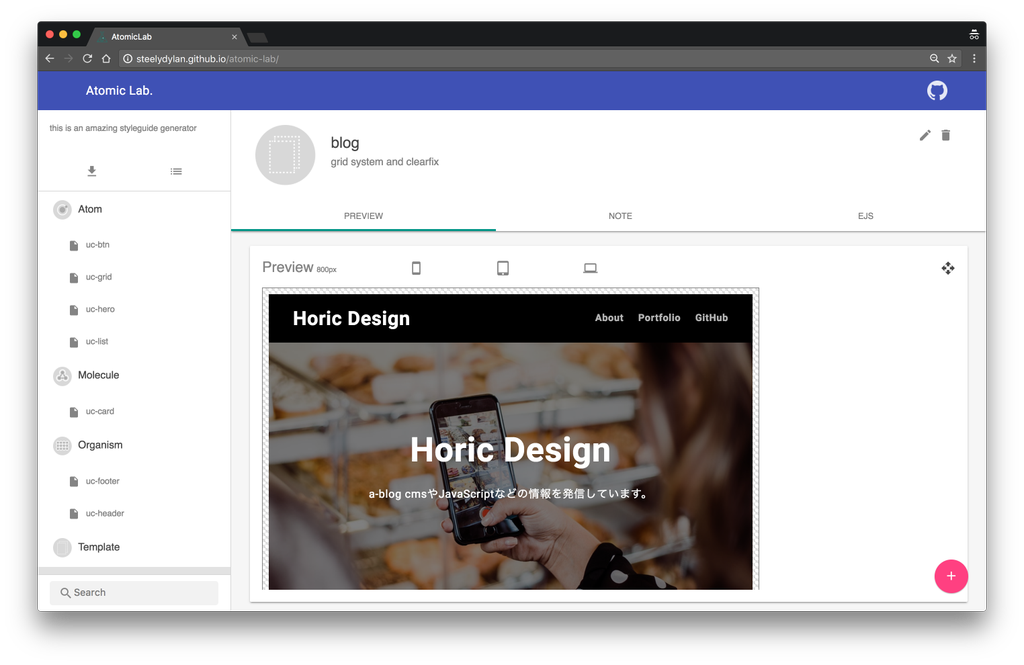 AtomicLab
steelydylan.github.io/atomic-lab/
Atomic Lab.
this is an amazing styleguide generator
Atom
uc-btn
uc-grid
uc-hero
uc-list
Molecule
uc-card
Organism
uc-footer
uc-header
Template
Search
blog
grid system and clearfix
PREVIEW NOTE EJS
Preview 800px
Horic Design About Portfolio GitHub
Horic Design
a-blog cmsやJavaScriptなどの情報を発信しています。